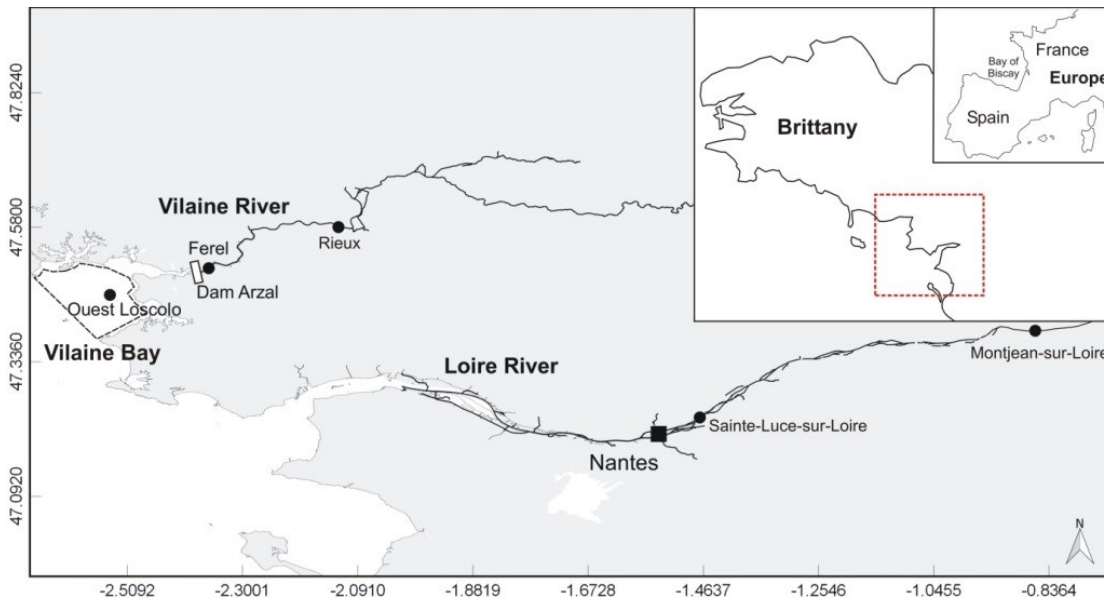 47.8240
47.5800
47.3360
47.0920
Brittany
France
Bay of
Biscay
Europe
Spain
Vilaine River
Ferel
Rieux
Dam Arzal
Ouest Loscolo
Vilaine Bay
Loire River
Montjean-sur-Loire
Sainte-Luce-sur-Loire
Nantes
N
-2.5092
-2.3001
-2.0910
-1.8819
-1.6728
-1.4637
-1.2546
-1.0455
-0.8364